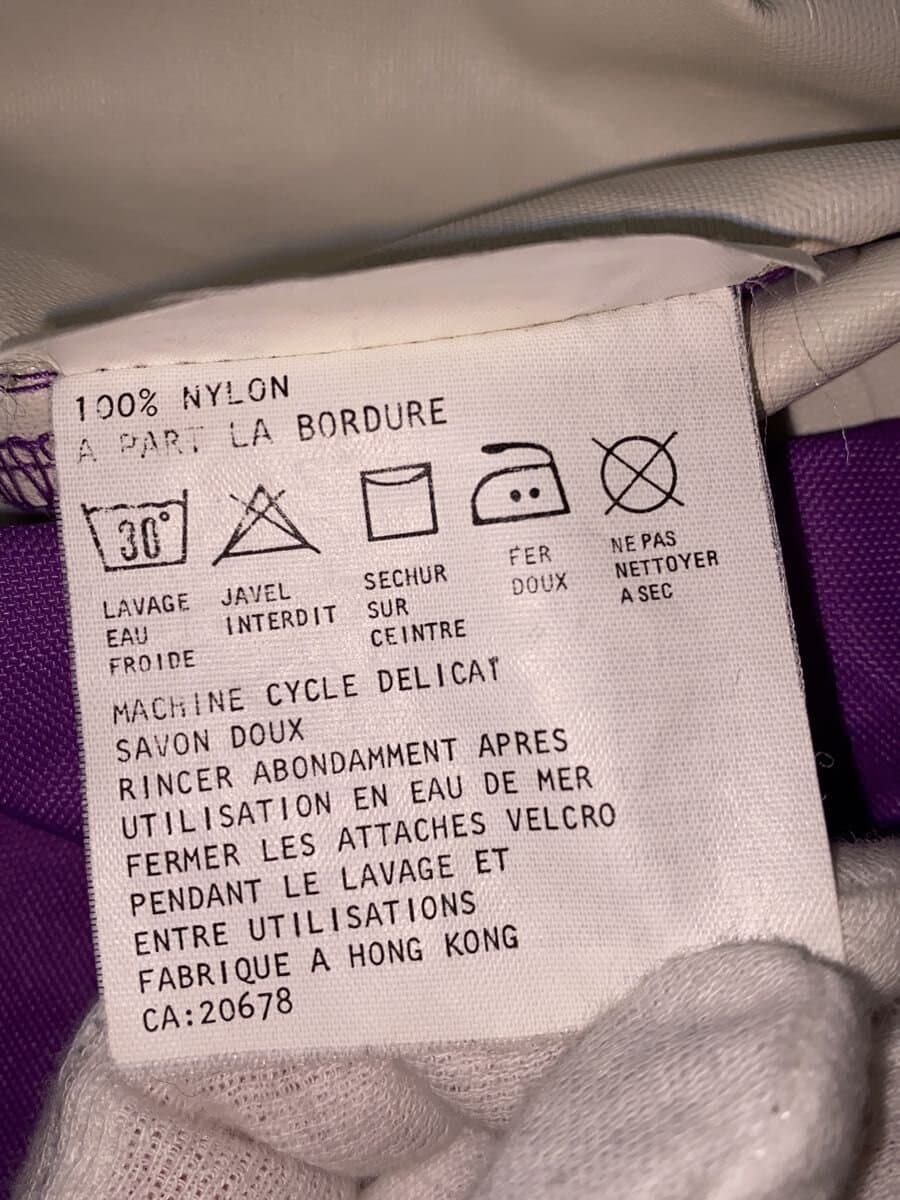 100% NYLON
A PART LA BORDURE
30°
LAVAGE
EAU
FROIDE
JAVEL
INTERDIT
SECHUR
SUR
CEINTRE
FER
DOUX
NE PAS
NETTOYER
A SEC
MACHINE CYCLE DELICAT
SAVON DOUX
RINCER ABONDAMMENT APRES
UTILISATION EN EAU DE MER
FERMER LES ATTACHES VELCRO
PENDANT LE LAVAGE ET
ENTRE UTILISATIONS
FABRIQUE A HONG KONG
CA:20678